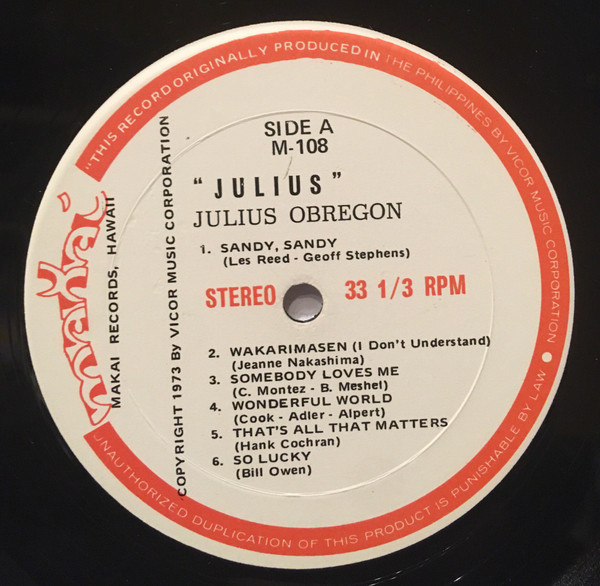 "THIS RECORD ORIGINALLY PRODUCED IN THE PHILIPPINES BY VICOR MUSIC CORPORATION
UNAUTHORIZED DUPLICATION OF THIS PRODUCT IS PUNISHABLE BY LAW
makai
MAKAI RECORDS, HAWAII
COPYRIGHT 1973 By VICOR MUSIC CORPORATION
SIDE A
M-108
"JULIUS"
JULIUS OBREGON
1. SANDY, SANDY
(Les Reed - Geoff Stephens)
STEREO 33 1/3 RPM
2. WAKARIMASEN (I Don't Understand)
(Jeanne Nakashima)
3. SOMEBODY LOVES ME
(C. Montez - B. Meshel)
4. WONDERFUL WORLD
(Cook - Adler - Alpert)
5. THAT'S ALL THAT MATTERS
(Hank Cochran)
6. SO LUCKY
(Bill Owen)